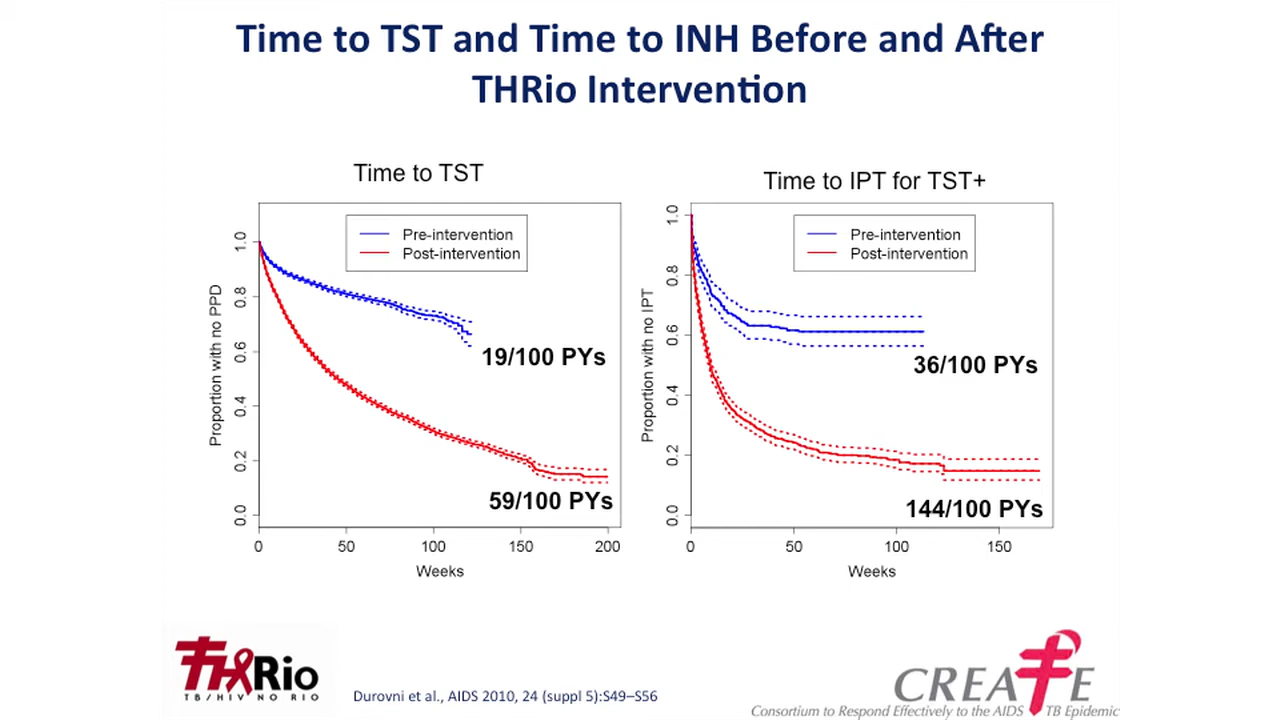 Time to TST and Time to INH Before and After
THRio Intervention
Time to TST
Pre-intervention
Post-intervention
Proportion with no PPD
1.0
0.8
0.6
0.4
0.2
0.0
19/100 PYs
59/100 PYs
0 50 100 150 200
Weeks
Time to IPT for TST+
Pre-intervention
Post-intervention
Proportion with no IPT
1.0
0.8
0.6
0.4
0.2
0.0
36/100 PYs
144/100 PYs
0 50 100 150
Weeks
THRio
TB/HIV NO RIO
Durovni et al., AIDS 2010, 24 (suppl 5):S49–S56
CREATE
Consortium to Respond Effectively to the AIDS TB Epidemic